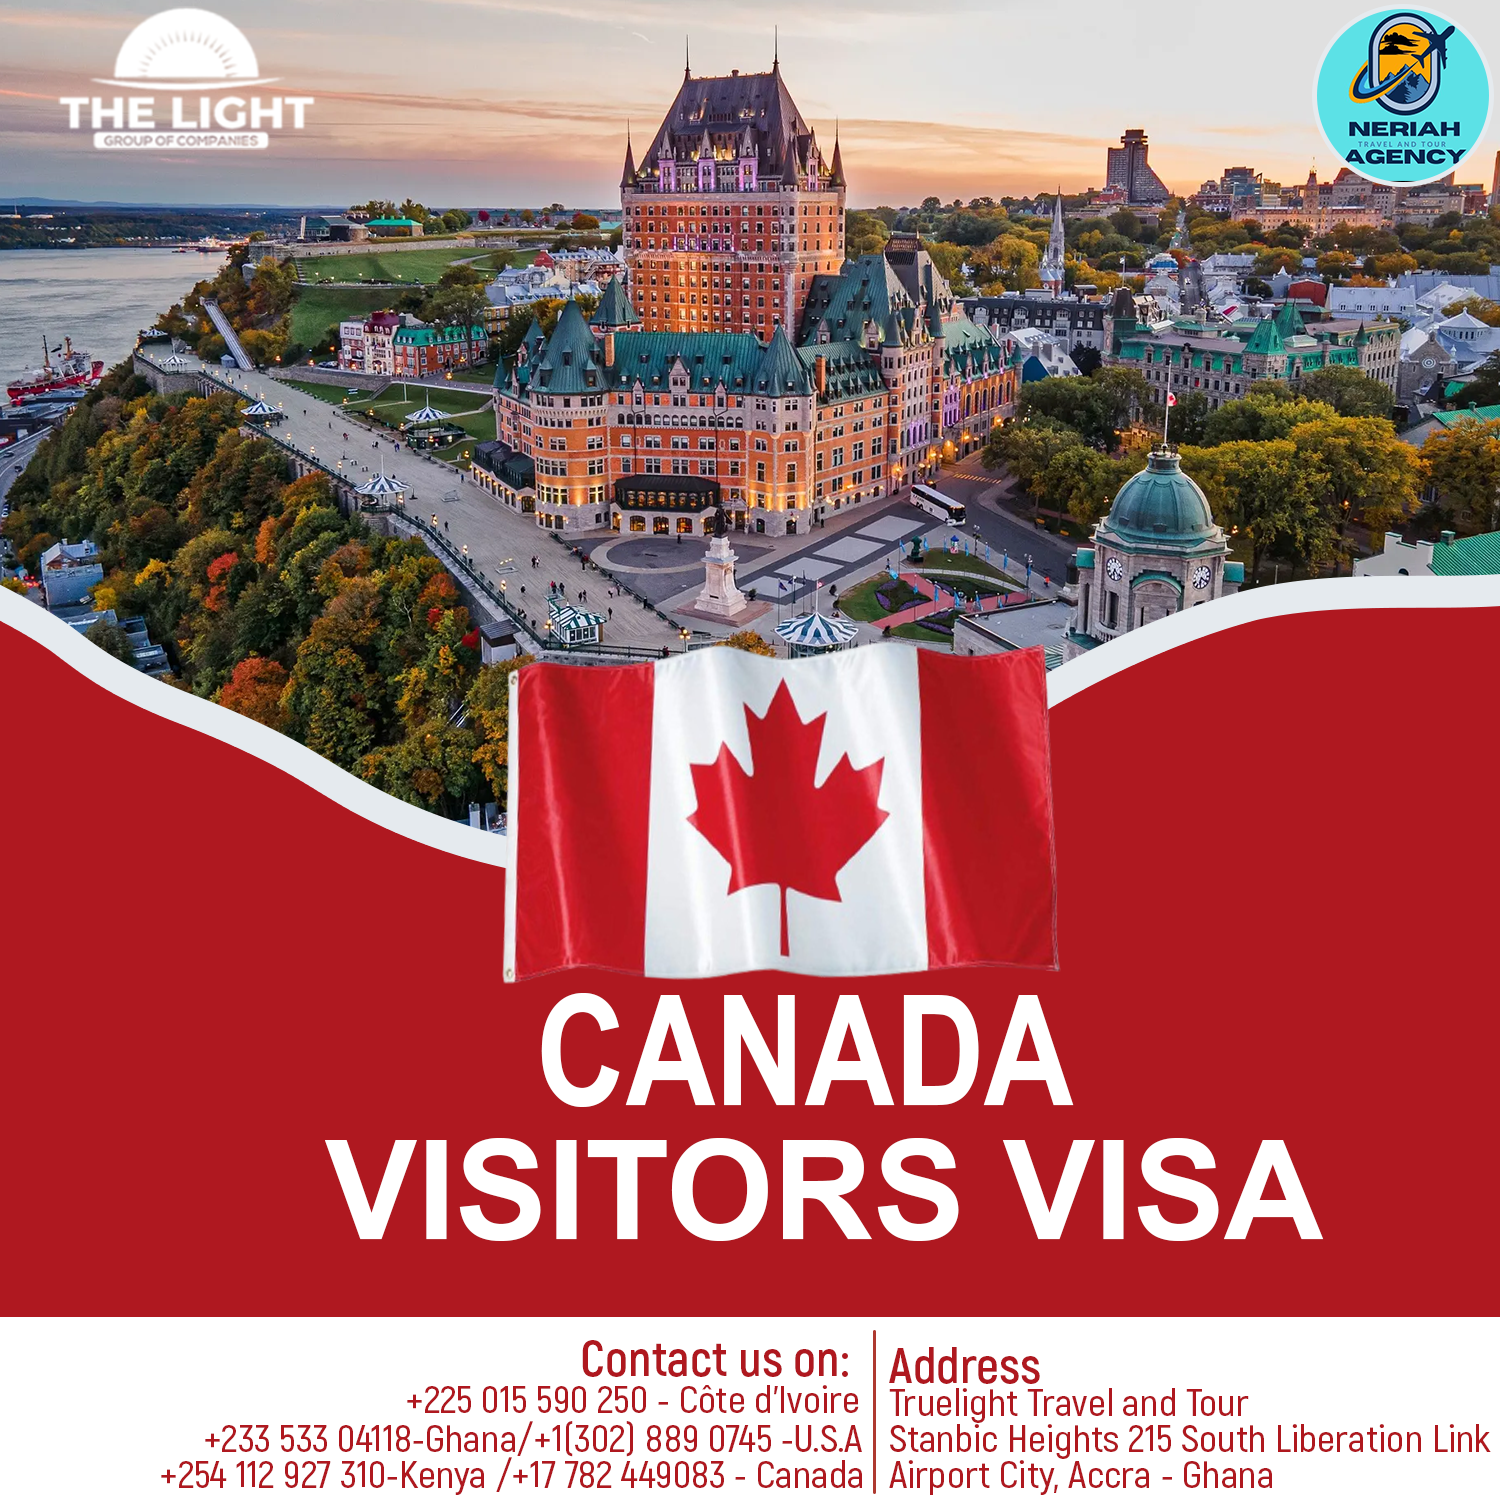 THE LIGHT
GROUP OF COMPANIES
NERIAH
TRAVEL AND TOUR
AGENCY
CANADA
VISITORS VISA
Contact us on:
+225 015 590 250 - Côte d'Ivoire
+233 533 04118-Ghana/+1(302) 889 0745 -U.S.A
+254 112 927 310-Kenya /+17 782 449083 - Canada
Address
Truelight Travel and Tour
Stanbic Heights 215 South Liberation Link
Airport City, Accra - Ghana